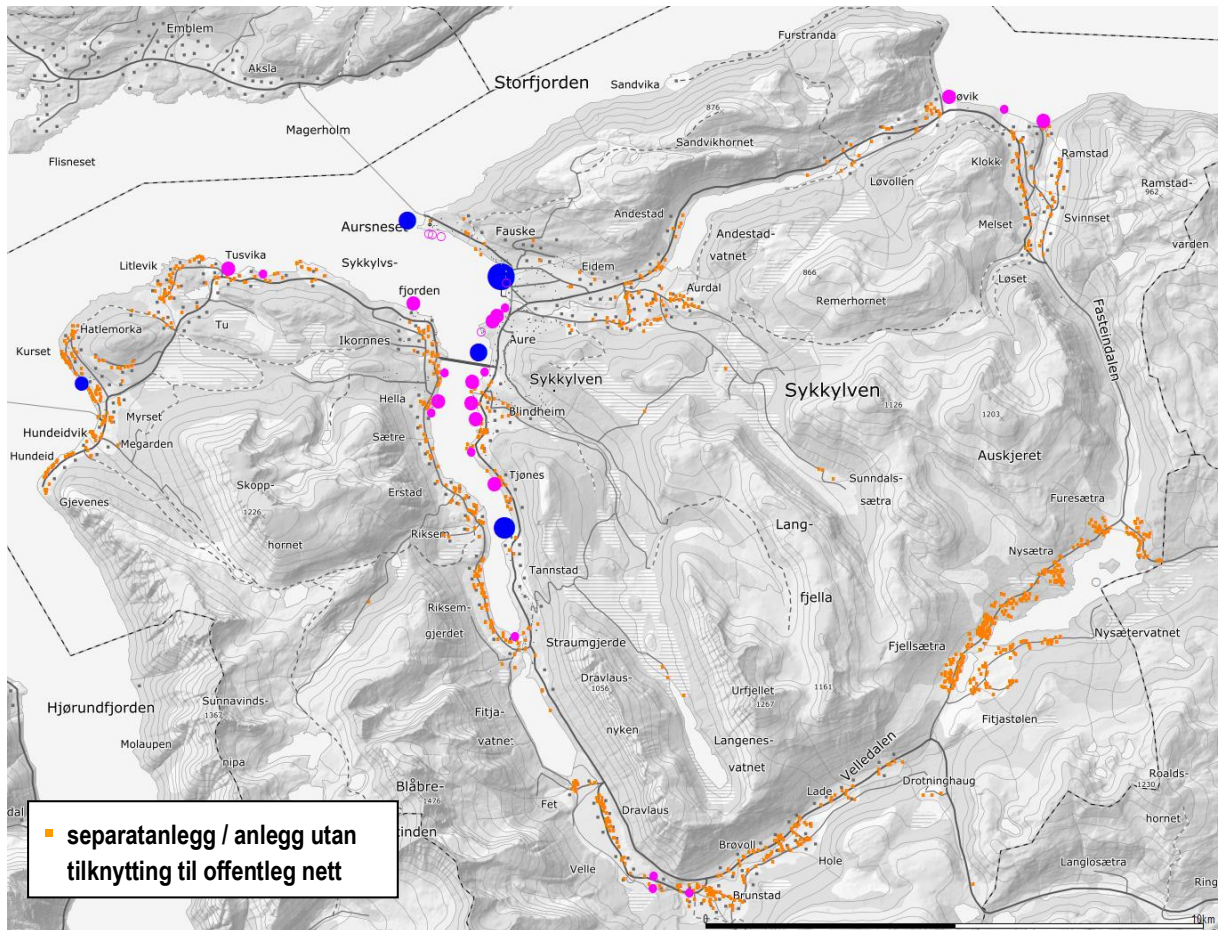 Emblem
Aksla
Furstranda
Storfjorden
Sandvika
876
Magerholm
øvik
Sandvikhornet
Flisneset
Klokk
Ramstad
Løvollen
Ramstad-
962
varden
Andestad
Svinnset
Aursneset
Fauske
Melset
Andestad-
vatnet
Tusvika
Litlevik
Sykkylvs-
fjorden
Eidem
866
Løset
Aurdal
Remerhornet
Tu
Hatlemorka
Ikornnes
Aure
Kurset
Fasteindalen
Sykkylven
Sykkylven
Hella
Blindheim
1126
1203
Myrset
Hundeidvik
Megarden
Sætre
Hundeid
Auskjeret
Skopp-
1226
hornet
Tjønes
Sunndals-
sætra
Gjevenes
Erstad
Furesætra
Riksem
Lang-
fjella
Nysætra
Tannstad
Riksem-
gjerdet
Nysætervatnet
Straumgjerde
Fjellsætra
Dravlaus-
1056
nyken
1161
Urfjellet
1267
Hjørundfjorden
Sunnavinds-
1367
nipa
Fitja-
vatnet
Fitjastølen
Molaupen
Langenes-
vatnet
Velledalen
Drotninghaug
Roalds-
1230
hornet
Blåbre-
1476
tinden
Lade
Fet
Dravlaus
dal
Brøvoll
Hole
Velle
Langlosætra
Brunstad
Ring
0
10km
separatanlegg / anlegg utan
tilknytting til offentleg nett